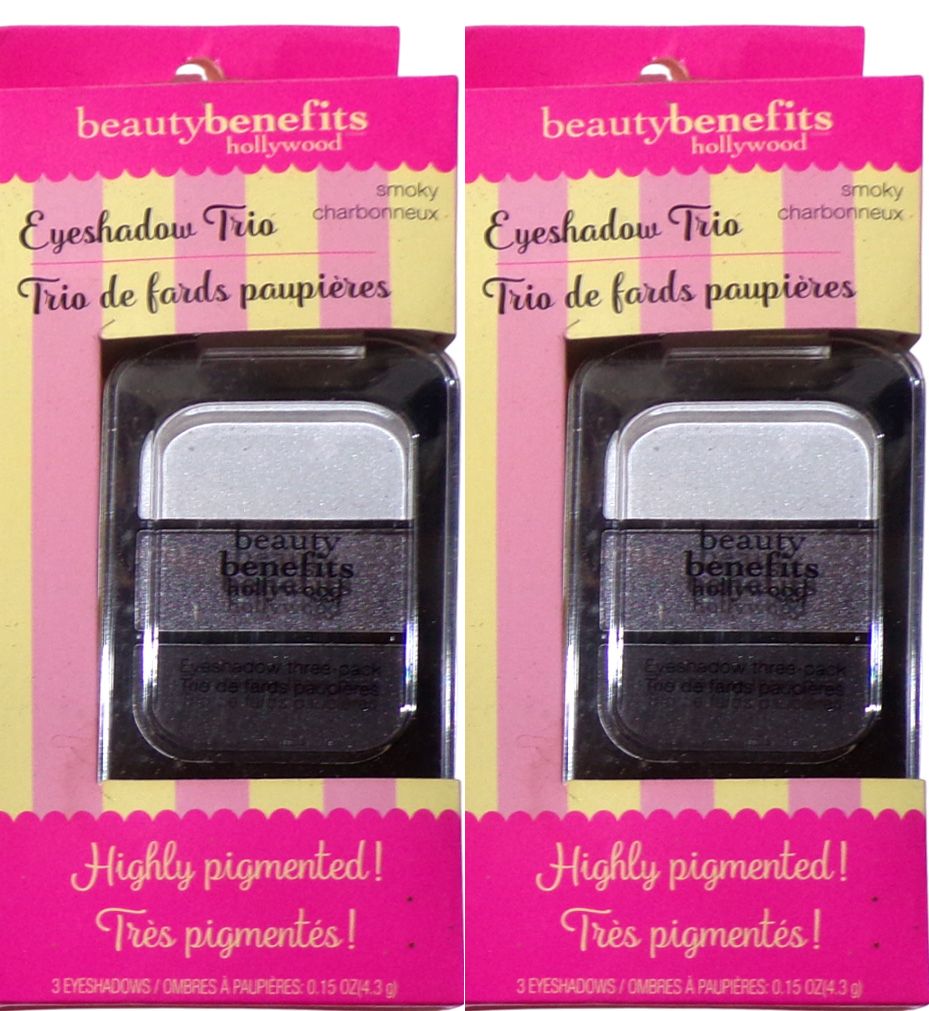 beautybenefits
hollywood
smoky
charbonneux
Eyeshadow Trio
Trio de fards paupières
beauty
benefits
hollywood
Eyeshadow three-pack
Trio de fards paupières
Highly pigmented!
Très pigmentés!
3 EYESHADOWS / OMBRES À PAUPIÈRES: 0.15 OZ(4.3 g)
beautybenefits
hollywood
smoky
charbonneux
Eyeshadow Trio
Trio de fards paupières
beauty
benefits
hollywood
Eyeshadow three-pack
Trio de fards paupières
Highly pigmented!
Très pigmentés!
3 EYESHADOWS / OMBRES À PAUPIÈRES: 0.15 OZ(4.3 g)